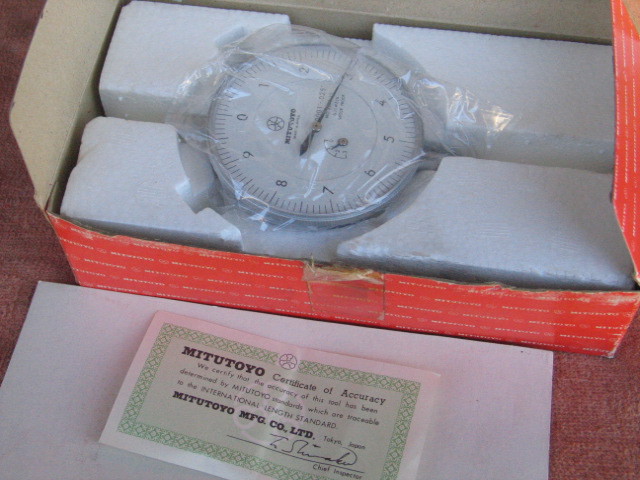 0
1
2
4
5
6
7
8
9
MITUTOYO
MITUTOYO
MITUTOYO Certificate of Accuracy
We certify that the accuracy of this tool has been
determined by MITUTOYO standards which are traceable
to the INTERNATIONAL LENGTH STANDARD.
MITUTOYO MFG. CO., LTD. Tokyo, Japan
Chief Inspector